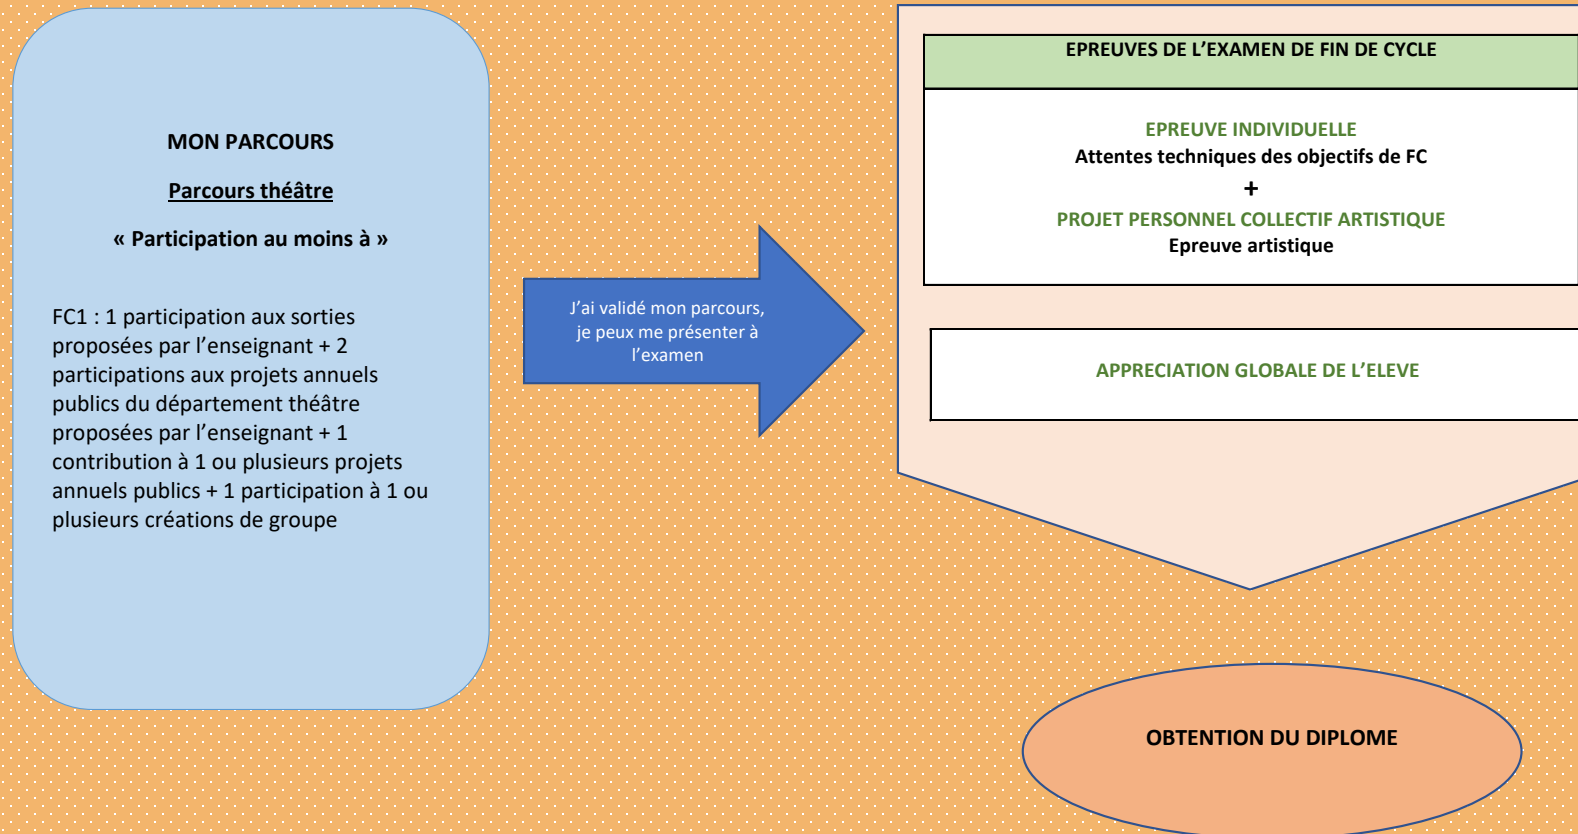 MON PARCOURS
Parcours théâtre
« Participation au moins à »
FC1 : 1 participation aux sorties
proposées par l’enseignant + 2
participations aux projets annuels
publics du département théâtre
proposées par l’enseignant + 1
contribution à 1 ou plusieurs projets
annuels publics + 1 participation à 1 ou
plusieurs créations de groupe
J’ai validé mon parcours,
je peux me présenter à
l’examen
EPREUVES DE L’EXAMEN DE FIN DE CYCLE
EPREUVE INDIVIDUELLE
Attentes techniques des objectifs de FC
+
PROJET PERSONNEL COLLECTIF ARTISTIQUE
Epreuve artistique
APPRECIATION GLOBALE DE L’ELEVE
OBTENTION DU DIPLOME